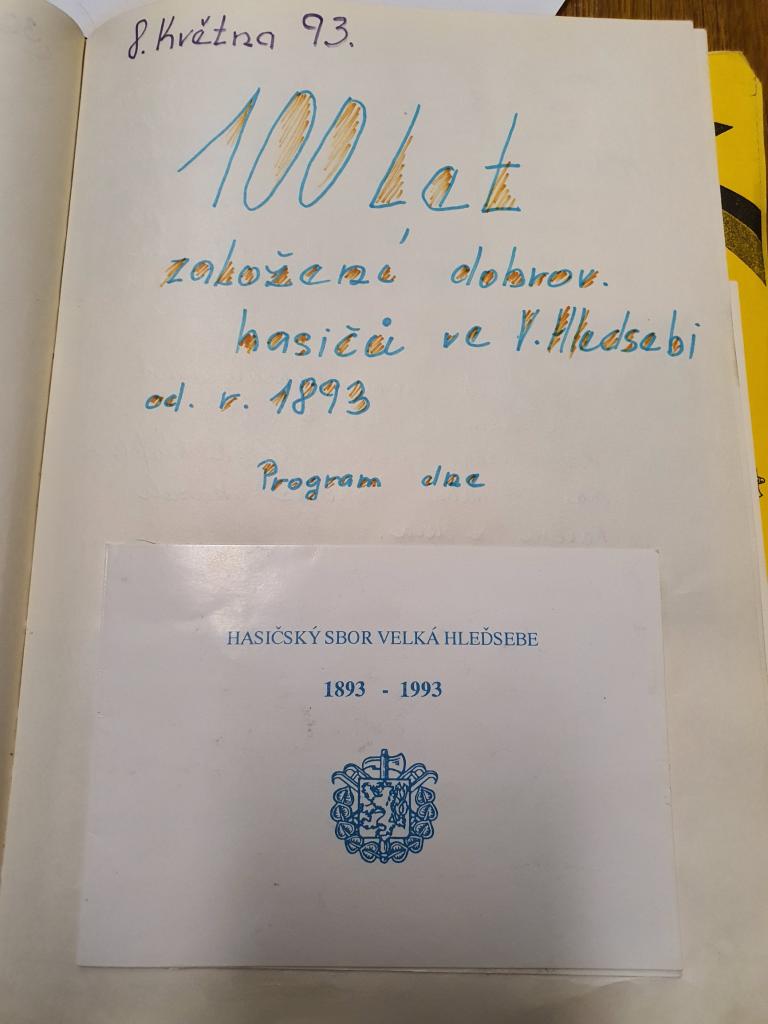 8. Května 93.
100 Let
založení dobrov.
hasičů ve V. Hledsebi
od. r. 1893
Program dne
HASIČSKÝ SBOR VELKÁ HLEĎSEBE
1893 - 1993